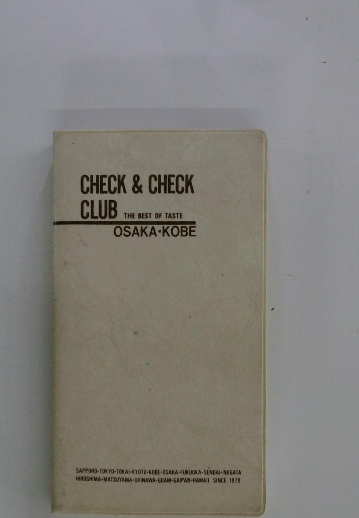 CHECK & CHECK
CLUB THE BEST OF TASTE
OSAKA·KOBE
SAPPORO·TOKYO·TOKAI·KYOTO·KOBE·OSAKA·FUKUOKA·SENDAI·NIIGATA
HIROSHIMA·MATSUYAMA·OKINAWA·GUAM·SAIPAN·HAWAII SINCE